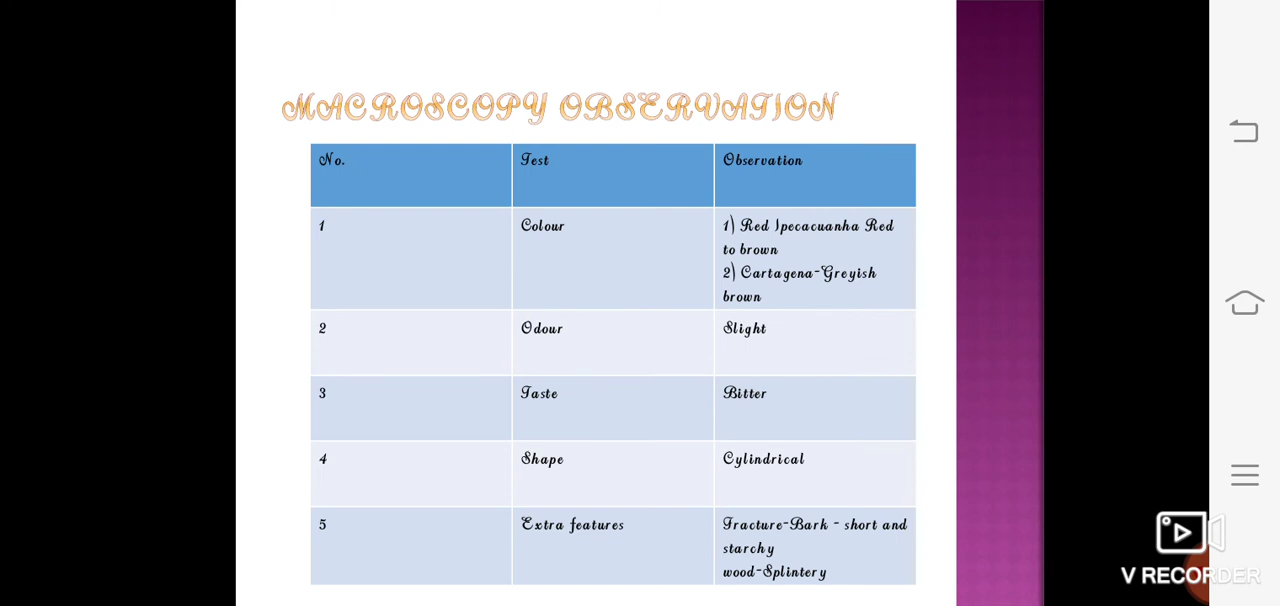 MACROSCOPY OBSERVATION
No. Test Observation
1 Colour 1) Red Ipecacuanha Red
to brown
2) Cartagena-Greyish
brown
2 Odour Slight
3 Taste Bitter
4 Shape Cylindrical
5 Extra features Fracture-Bark - short and
starchy
wood-Splintery
V RECORDER